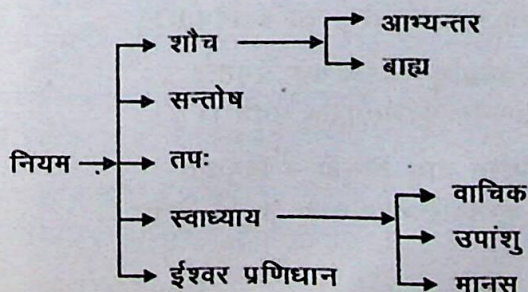 शौच
आभ्यन्तर
बाह्य
सन्तोष
नियम
तपः
स्वाध्याय
वाचिक
उपांशु
मानस
ईश्वर प्रणिधान